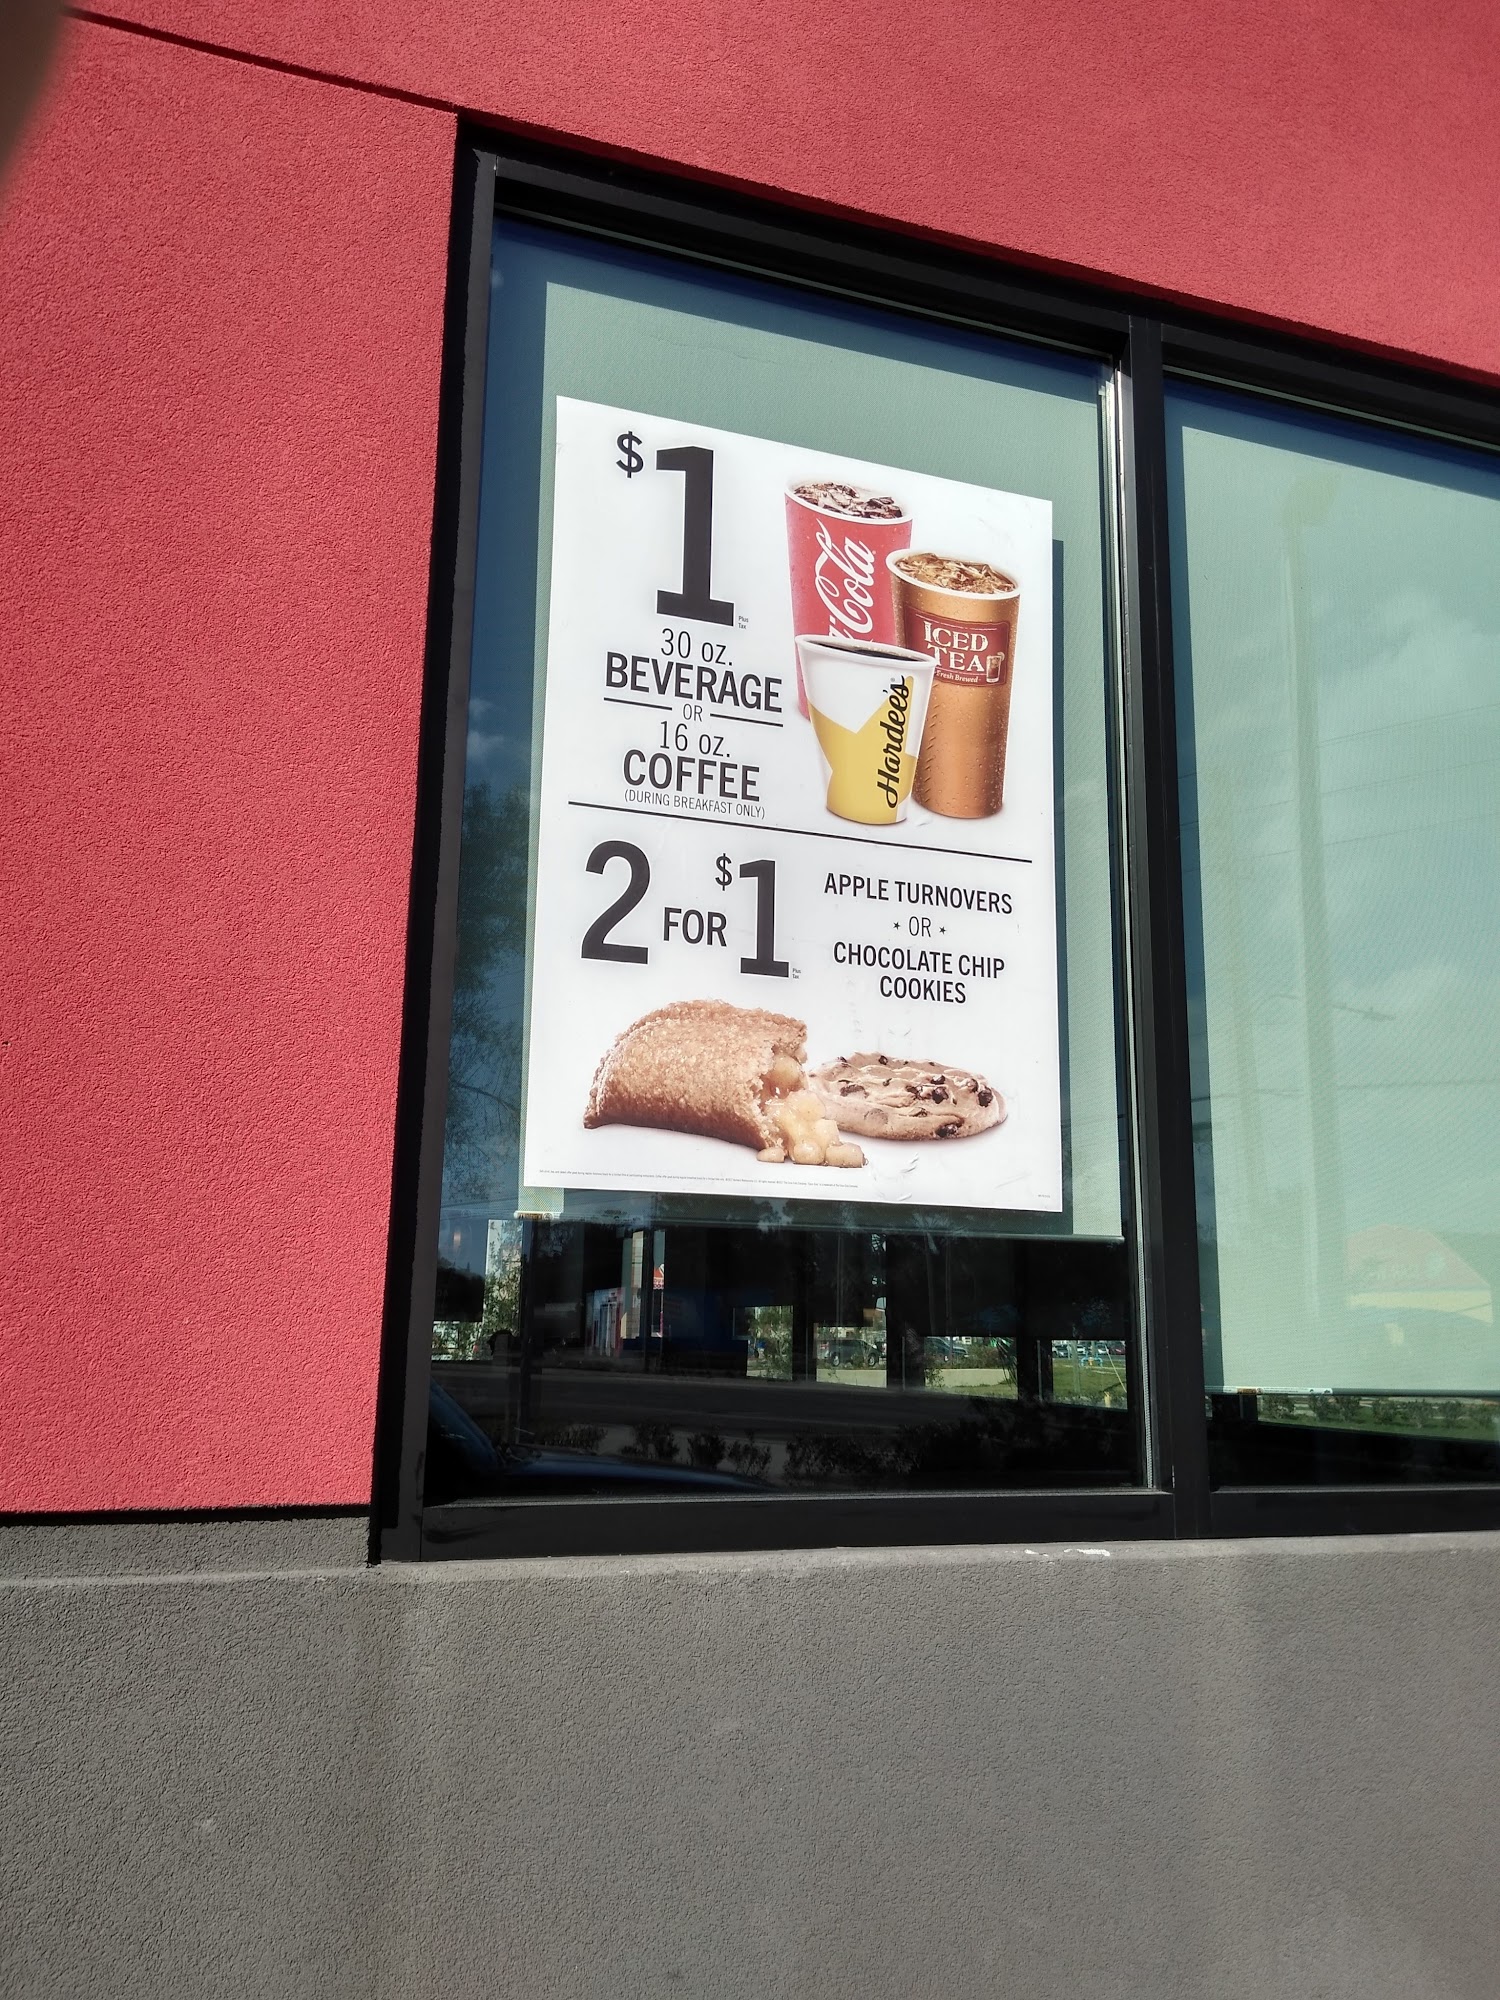 $1
Plus
Tax
30 oz.
BEVERAGE
OR
16 oz.
COFFEE
(DURING BREAKFAST ONLY)
Cola
ICED
TEA
Fresh Brewed
Hardee's
2 FOR $1
Plus
Tax
APPLE TURNOVERS
* OR *
CHOCOLATE CHIP
COOKIES